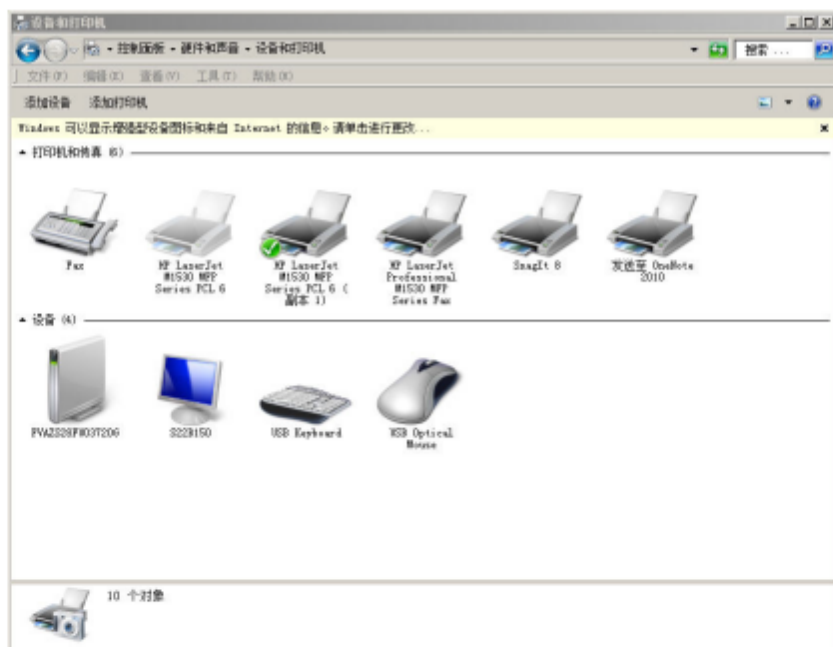 设备和打印机
控制面板 硬件和声音 设备和打印机
搜索 ...
文件(F) 编辑(E) 查看(V) 工具(T) 帮助(H)
添加设备 添加打印机
Windows 可以显示增强型设备图标和来自 Internet 的信息。请单击进行更改...
打印机和传真 (6)
Fax
HP LaserJet
M1530 MFP
Series PCL 6
HP LaserJet
M1530 MFP
Series PCL 6 (
副本 1)
HP LaserJet
Professional
M1530 MFP
Series Fax
SnagIt 8
发送至 OneNote
2010
设备 (4)
S22B150
USB Keyboard
USB Optical
Mouse
10 个对象